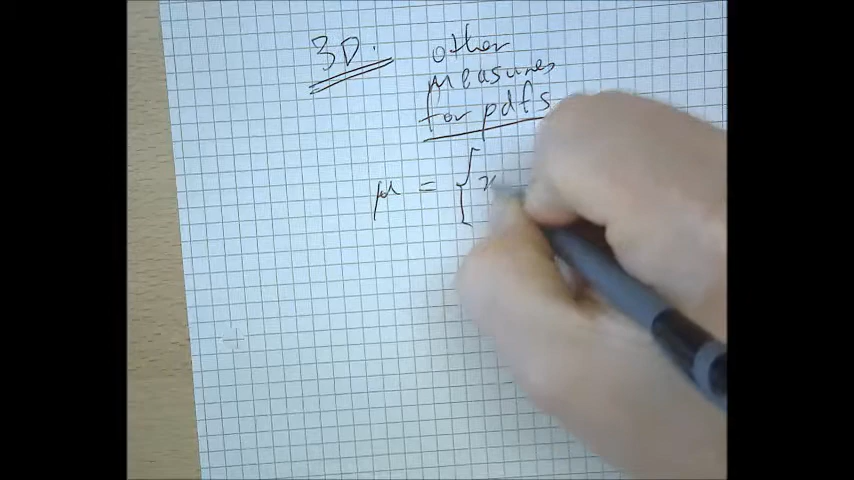 3D. other
measures
for pdfs
μ = ∫ x